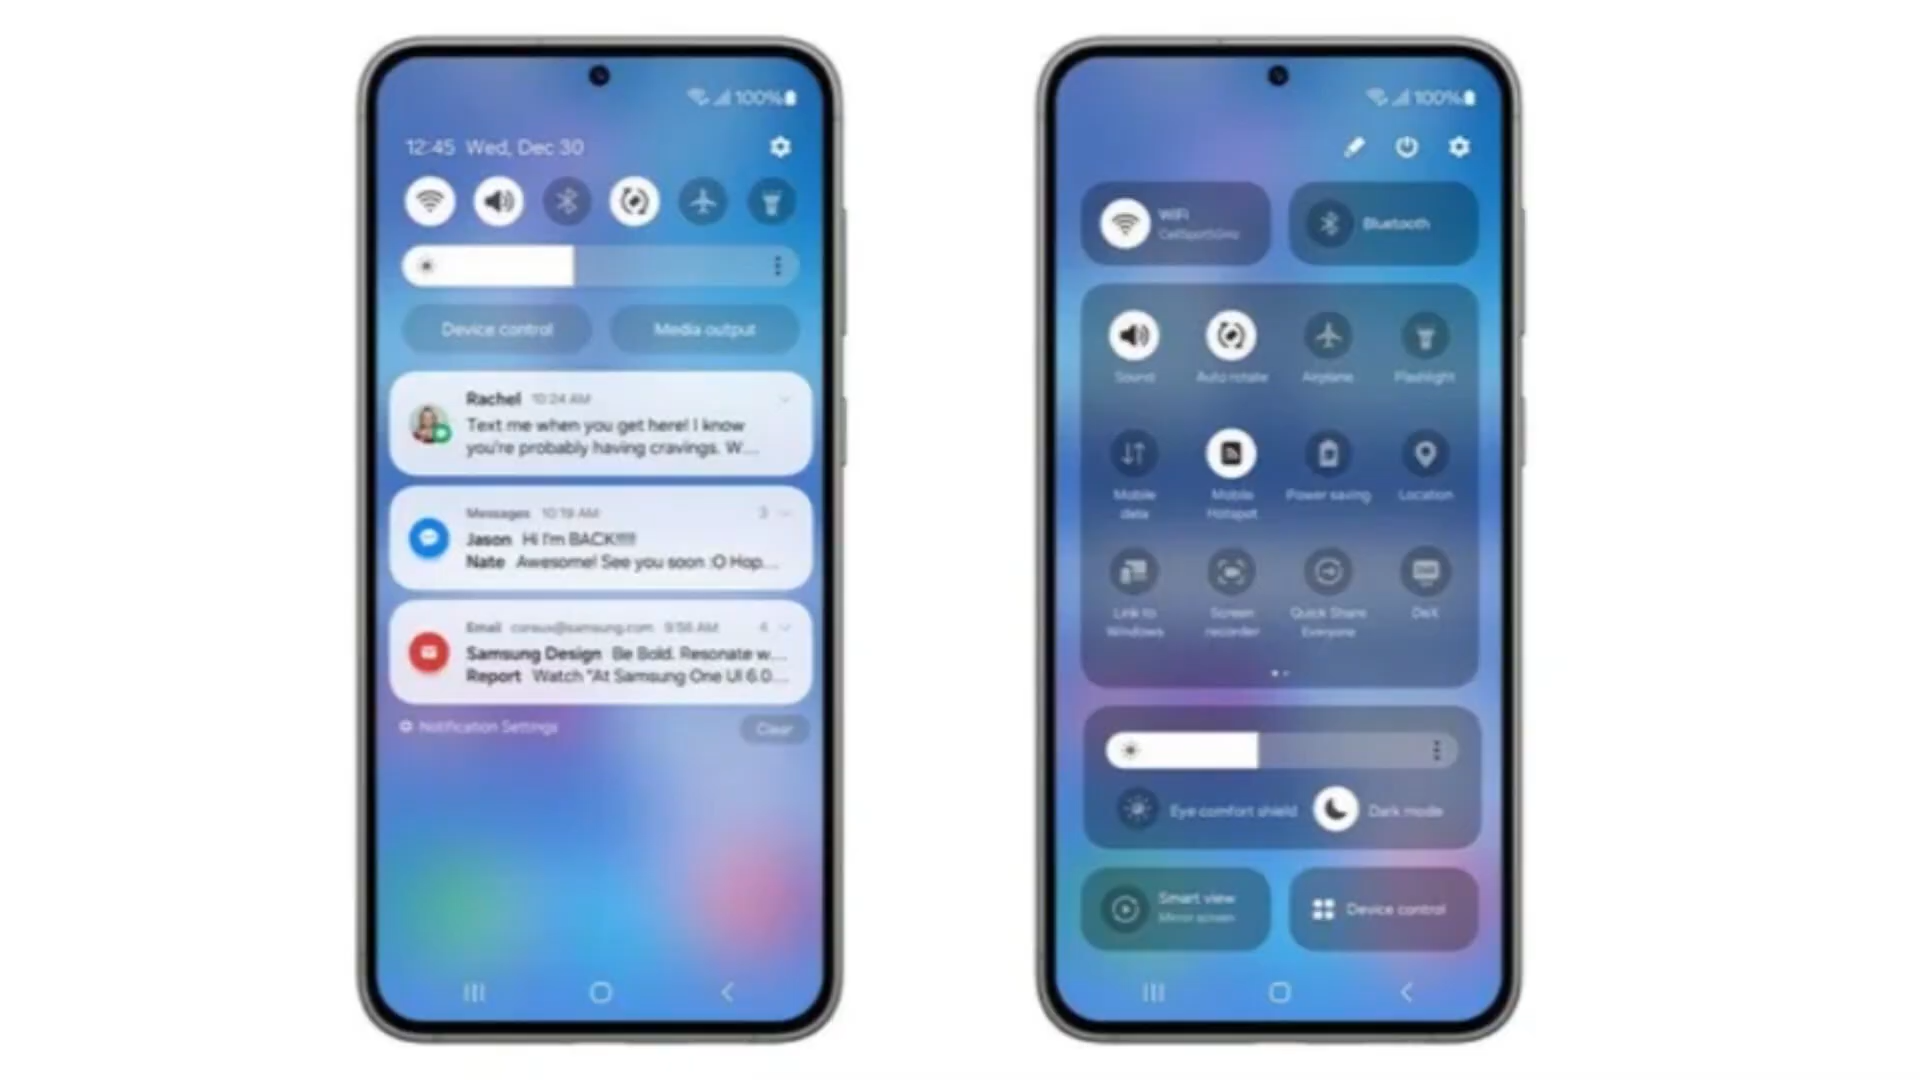 100%
12:45 Wed, Dec 30
Device control
Media output
Rachel 10:24 AM
Text me when you get here! I know
you're probably having cravings. W...
Messages 10:19 AM 3
Jason Hi I'm BACK!!!!!
Nate Awesome! See you soon :O Hop...
Email 9:56 AM 4
Samsung Design Be Bold. Resonate w...
Report Watch "At Samsung One UI 6.0...
Notification Settings
Clear
100%
WiFi
Bluetooth
Sound
Auto rotate
Airplane
Flashlight
Mobile
data
Mobile
Hotspot
Power saving
Location
Link to
Windows
Screen
recorder
Quick Share
Everyone
DeX
Eye comfort shield
Dark mode
Smart view
Mirror screen
Device control